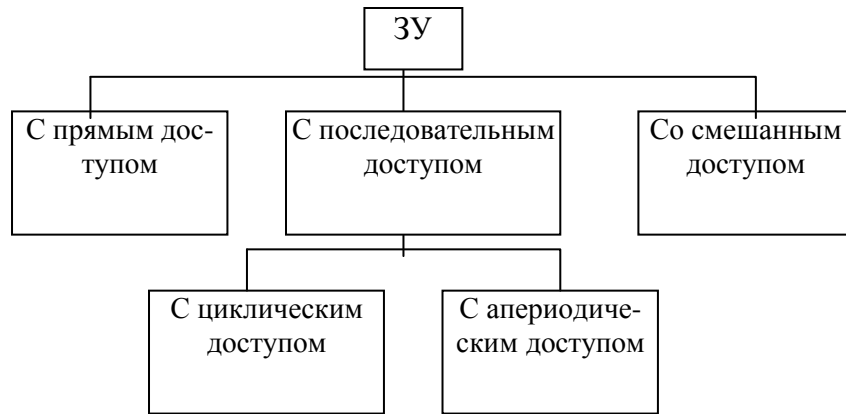 ЗУ
С прямым дос-
тупом
С последовательным
доступом
Со смешанным
доступом
С циклическим
доступом
С апериодиче-
ским доступом